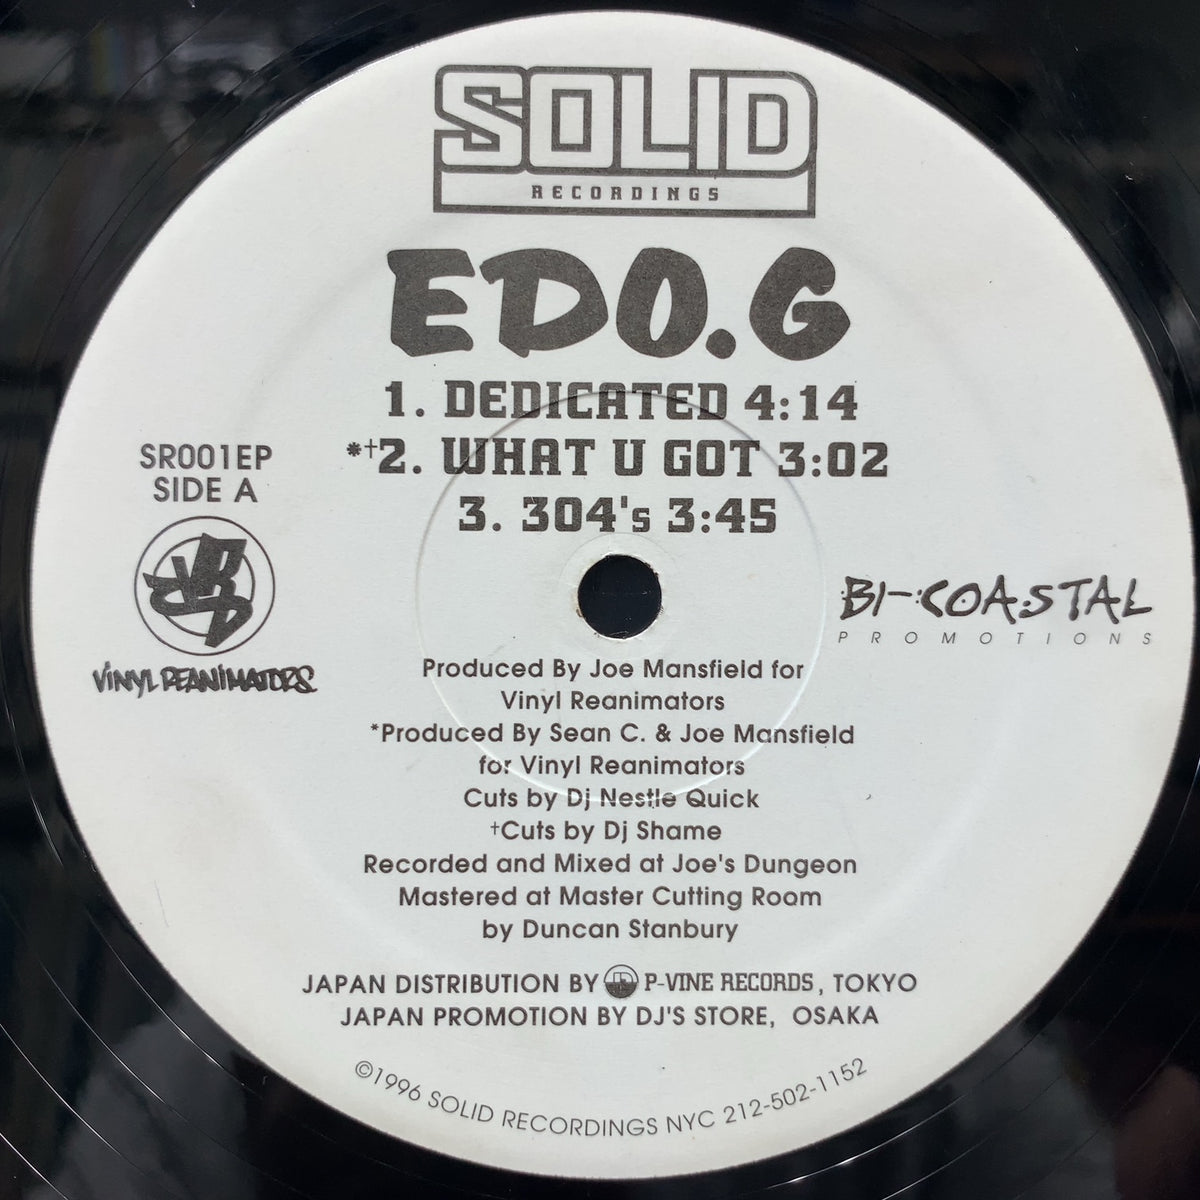 SOLID
RECORDINGS
EDO.G
1. DEDICATED 4:14
*†2. WHAT U GOT 3:02
3. 304's 3:45
SR001EP
SIDE A
VINYL REANIMATORS
BI-COASTAL
PROMOTIONS
Produced By Joe Mansfield for
Vinyl Reanimators
*Produced By Sean C. & Joe Mansfield
for Vinyl Reanimators
Cuts by Dj Nestle Quick
†Cuts by Dj Shame
Recorded and Mixed at Joe's Dungeon
Mastered at Master Cutting Room
by Duncan Stanbury
JAPAN DISTRIBUTION BY P-VINE RECORDS, TOKYO
JAPAN PROMOTION BY DJ'S STORE, OSAKA
©1996 SOLID RECORDINGS NYC 212-502-1152